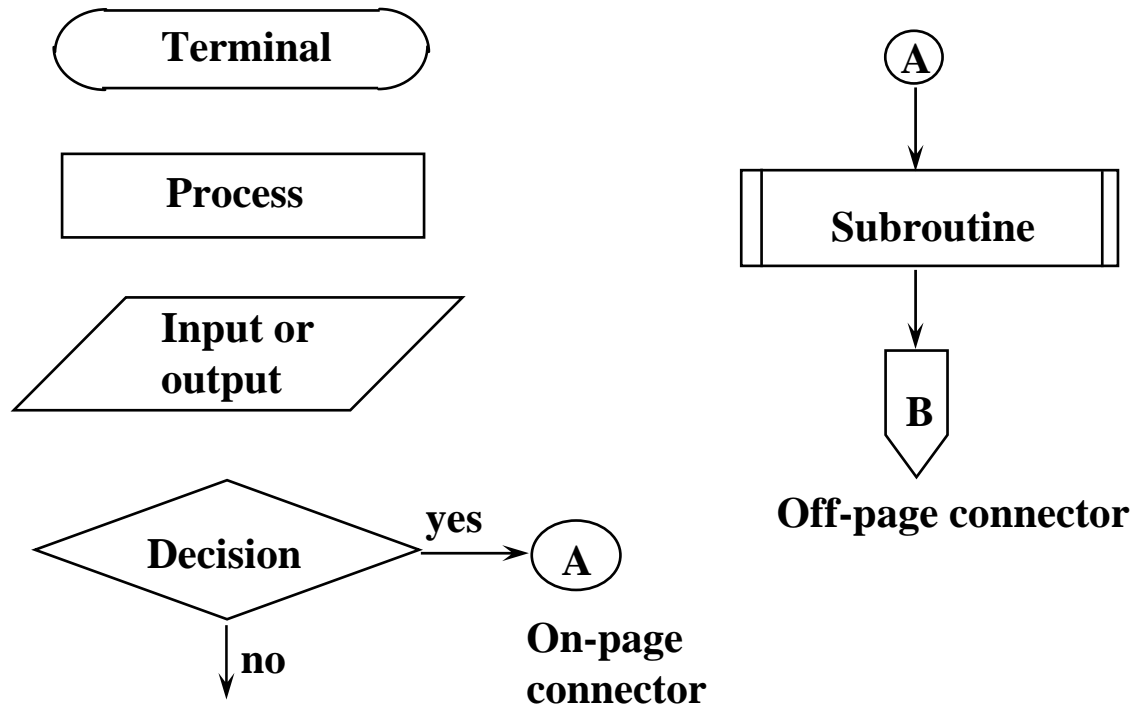 Terminal
Process
Input or
output
Decision
yes
no
A
On-page
connector
A
Subroutine
B
Off-page connector